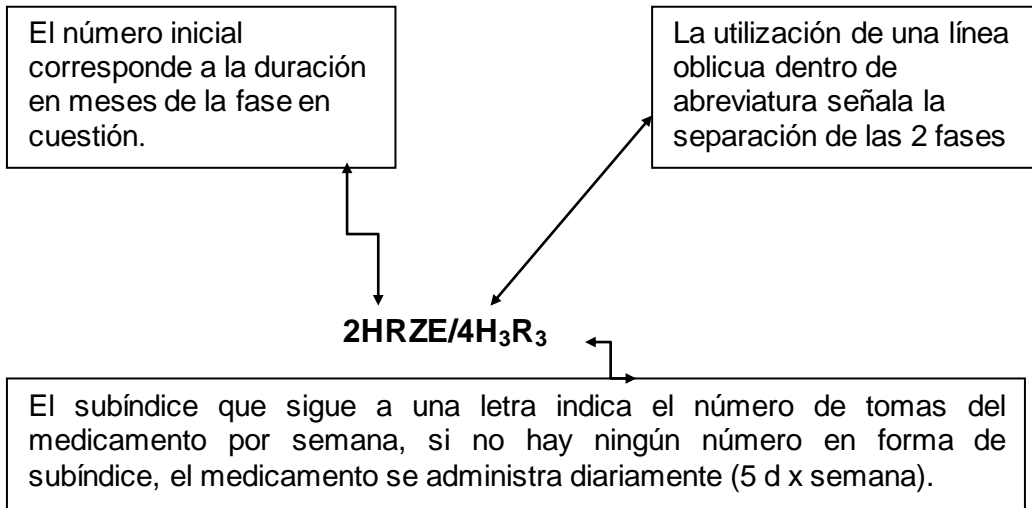 El número inicial
corresponde a la duración
en meses de la fase en
cuestión.
La utilización de una línea
oblicua dentro de
abreviatura señala la
separación de las 2 fases
2HRZE/4H₃R₃
El subíndice que sigue a una letra indica el número de tomas del
medicamento por semana, si no hay ningún número en forma de
subíndice, el medicamento se administra diariamente (5 d x semana).